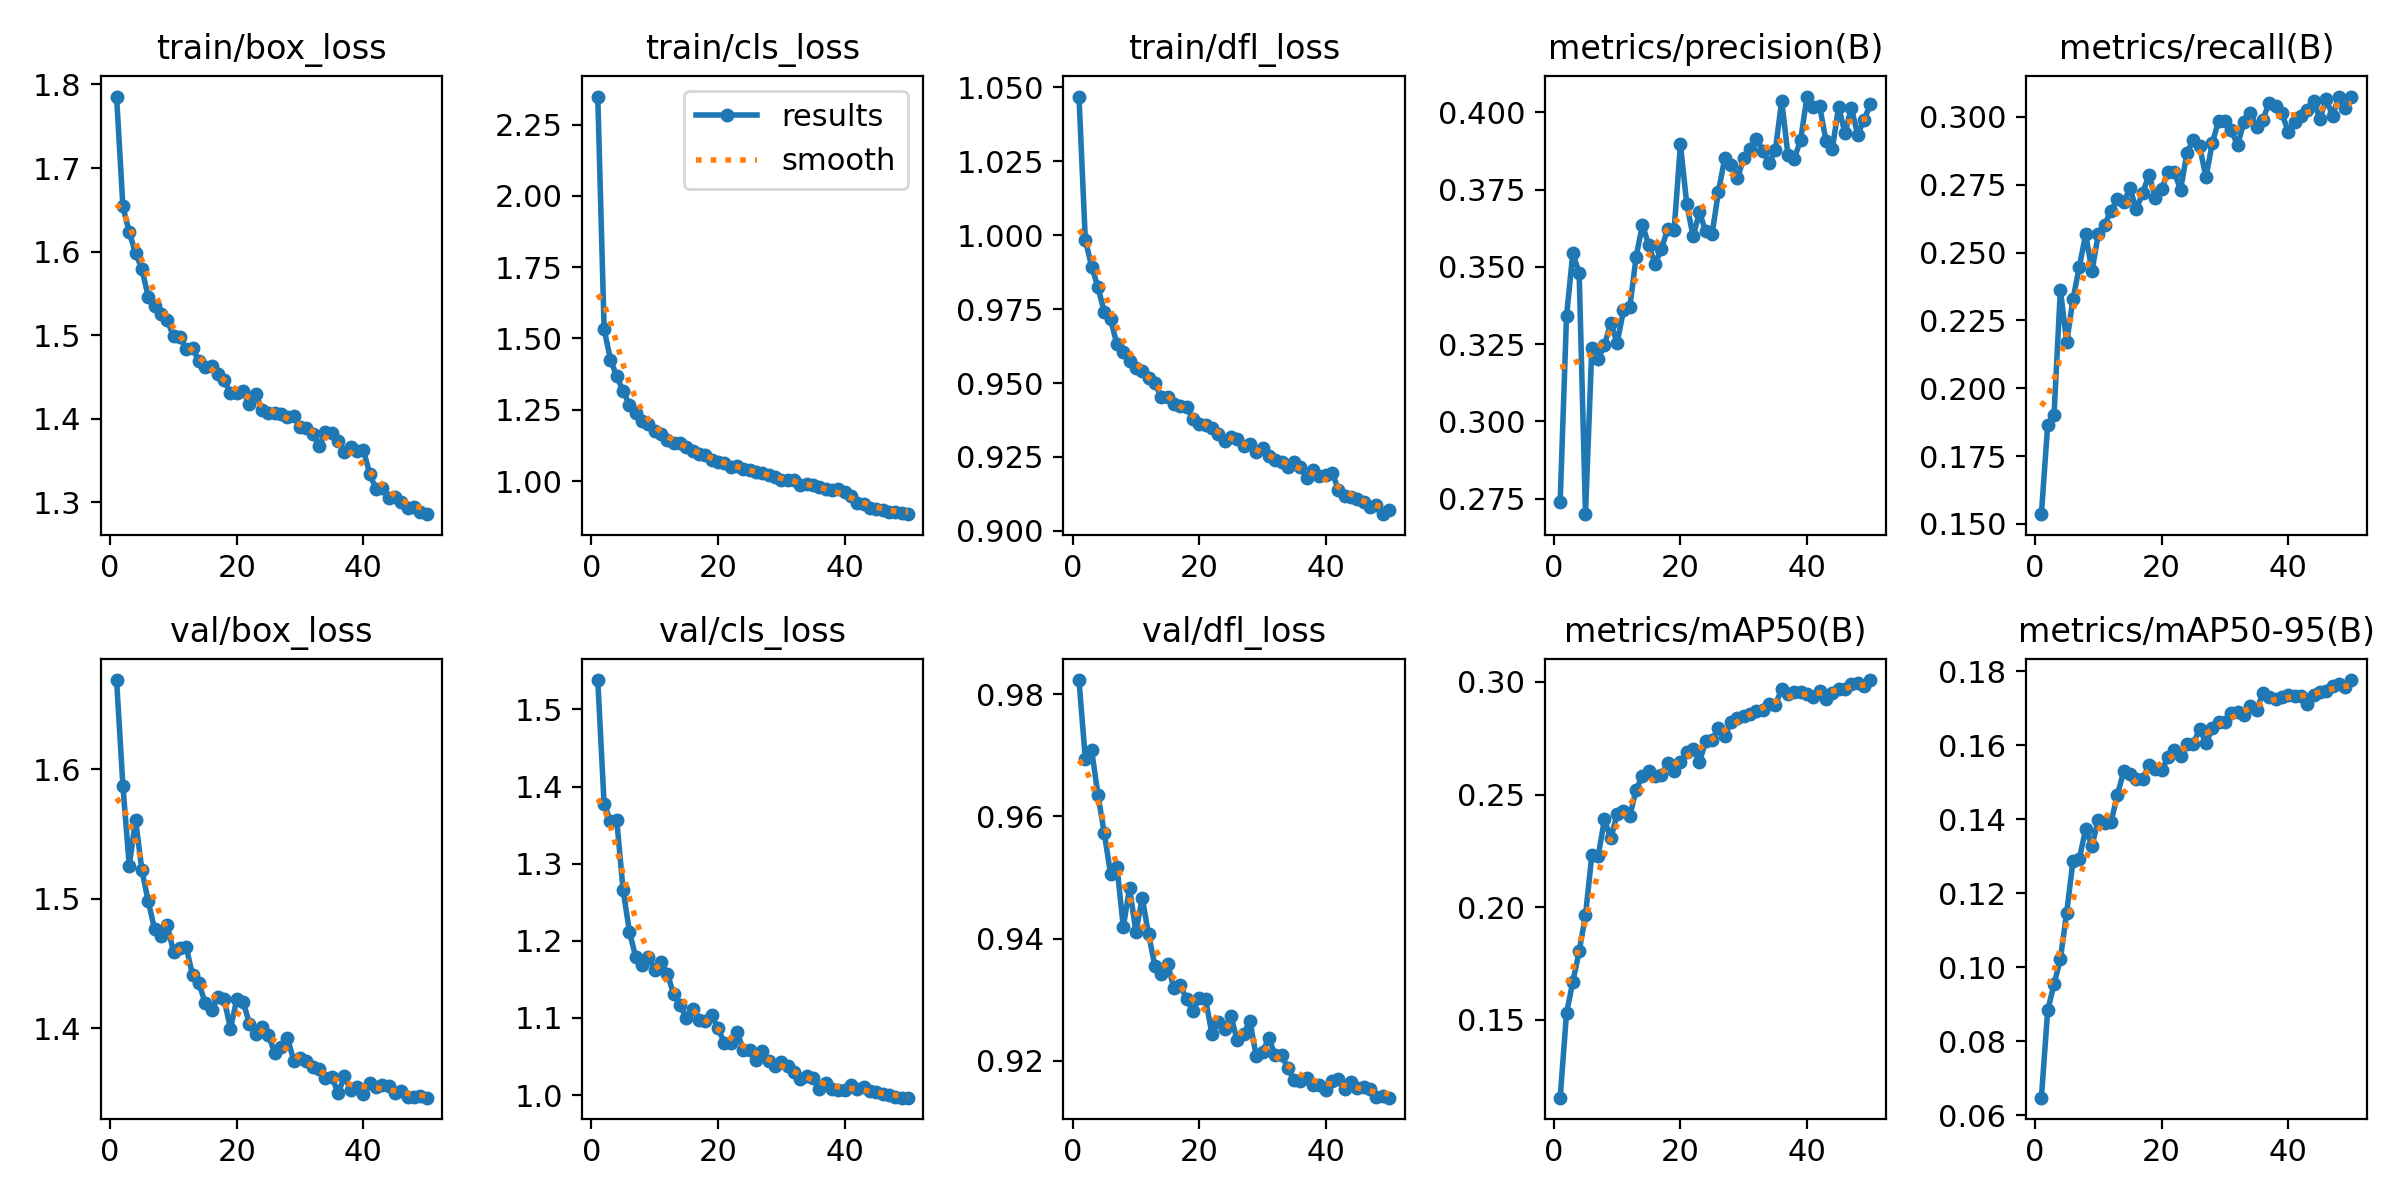 train/box_loss
1.8
1.7
1.6
1.5
1.4
1.3
0 20 40
train/cls_loss
results
smooth
2.25
2.00
1.75
1.50
1.25
1.00
0 20 40
train/dfl_loss
1.050
1.025
1.000
0.975
0.950
0.925
0.900
0 20 40
metrics/precision(B)
0.400
0.375
0.350
0.325
0.300
0.275
0 20 40
metrics/recall(B)
0.300
0.275
0.250
0.225
0.200
0.175
0.150
0 20 40
val/box_loss
1.6
1.5
1.4
0 20 40
val/cls_loss
1.5
1.4
1.3
1.2
1.1
1.0
0 20 40
val/dfl_loss
0.98
0.96
0.94
0.92
0 20 40
metrics/mAP50(B)
0.30
0.25
0.20
0.15
0 20 40
metrics/mAP50-95(B)
0.18
0.16
0.14
0.12
0.10
0.08
0.06
0 20 40